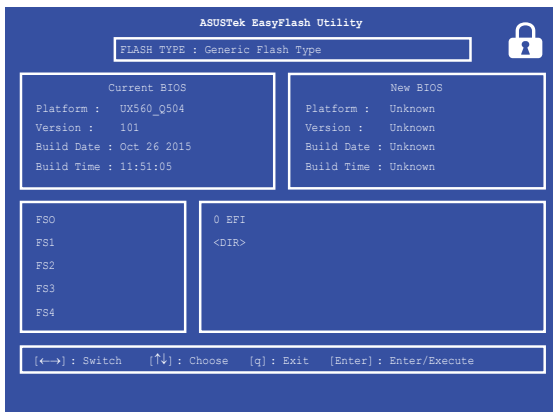 ASUSTek EasyFlash Utility
FLASH TYPE : Generic Flash Type
Current BIOS
Platform : UX560_Q504
Version : 101
Build Date : Oct 26 2015
Build Time : 11:51:05
New BIOS
Platform : Unknown
Version : Unknown
Build Date : Unknown
Build Time : Unknown
FSO
FS1
FS2
FS3
FS4
0 EFI
<DIR>
[←→] : Switch [↑↓] : Choose [q] : Exit [Enter] : Enter/Execute